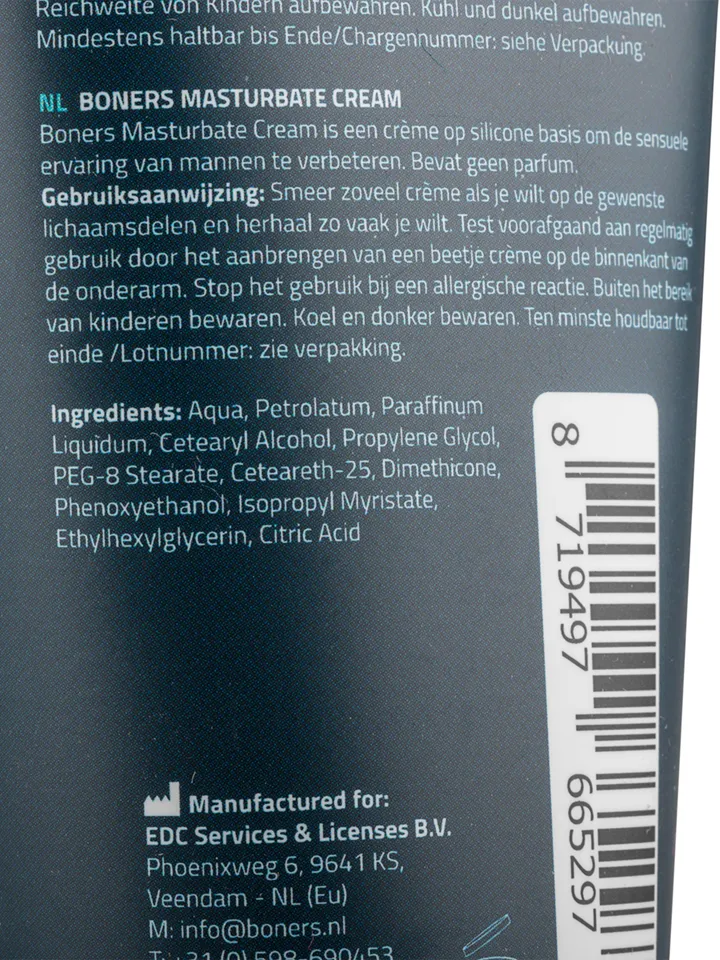 Reichweite von Kindern aufbewahren. Kühl und dunkel aufbewahren.
Mindestens haltbar bis Ende/Chargennummer: siehe Verpackung.
NL BONERS MASTURBATE CREAM
Boners Masturbate Cream is een crème op silicone basis om de sensuele
ervaring van mannen te verbeteren. Bevat geen parfum.
Gebruiksaanwijzing: Smeer zoveel crème als je wilt op de gewenste
lichaamsdelen en herhaal zo vaak je wilt. Test voorafgaand aan regelmatig
gebruik door het aanbrengen van een beetje crème op de binnenkant van
de onderarm. Stop het gebruik bij een allergische reactie. Buiten het bereik
van kinderen bewaren. Koel en donker bewaren. Ten minste houdbaar tot
einde /Lotnummer: zie verpakking.
Ingredients: Aqua, Petrolatum, Paraffinum
Liquidum, Cetearyl Alcohol, Propylene Glycol,
PEG-8 Stearate, Ceteareth-25, Dimethicone,
Phenoxyethanol, Isopropyl Myristate,
Ethylhexylglycerin, Citric Acid
8 719497 665297
Manufactured for:
EDC Services & Licenses B.V.
Phoenixweg 6, 9641 KS,
Veendam - NL (Eu)
M: info@boners.nl
T: +31 (0) 598-690453